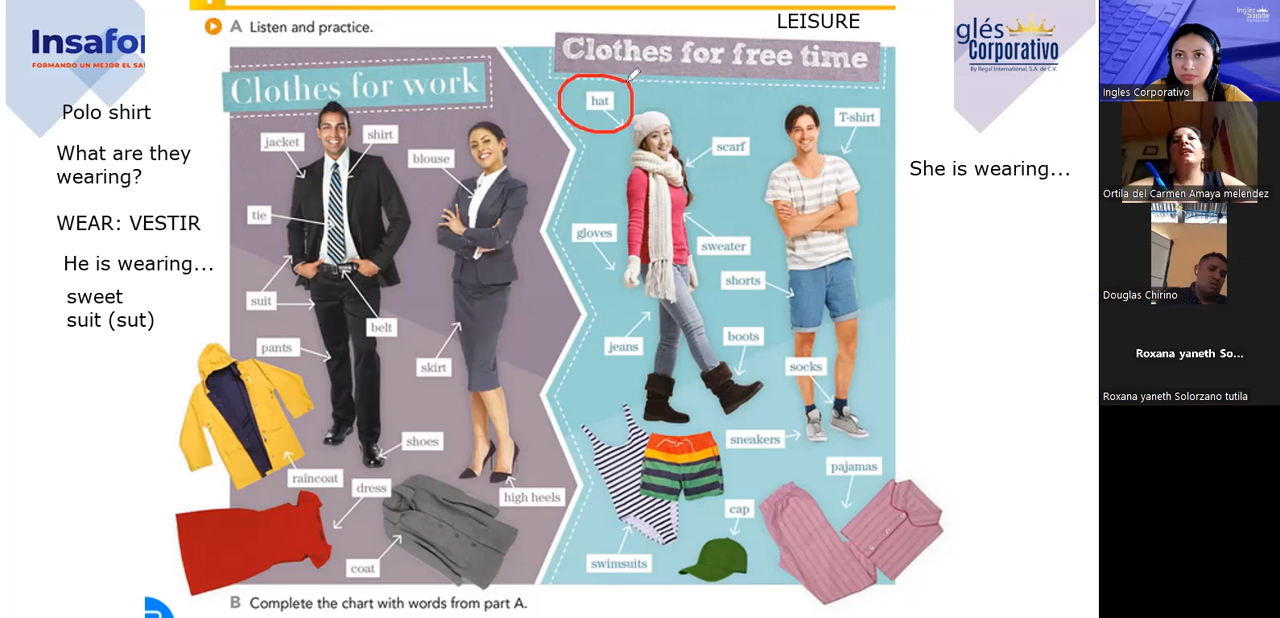 A Listen and practice.
LEISURE
Insafor
FORMANDO UN MEJOR EL SA
glés
Corporativo
By Regal International, S.A. de C.V.
Clothes for work
Clothes for free time
Polo shirt
What are they
wearing?
WEAR: VESTIR
He is wearing...
sweet
suit (sut)
She is wearing...
jacket
shirt
blouse
tie
suit
belt
pants
skirt
shoes
raincoat
dress
high heels
coat
hat
scarf
T-shirt
gloves
sweater
shorts
jeans
boots
socks
sneakers
pajamas
cap
swimsuits
B Complete the chart with words from part A.
Ingles Corporativo
Ortila del Carmen Amaya melendez
Douglas Chirino
Roxana yaneth So...
Roxana yaneth Solorzano tutila